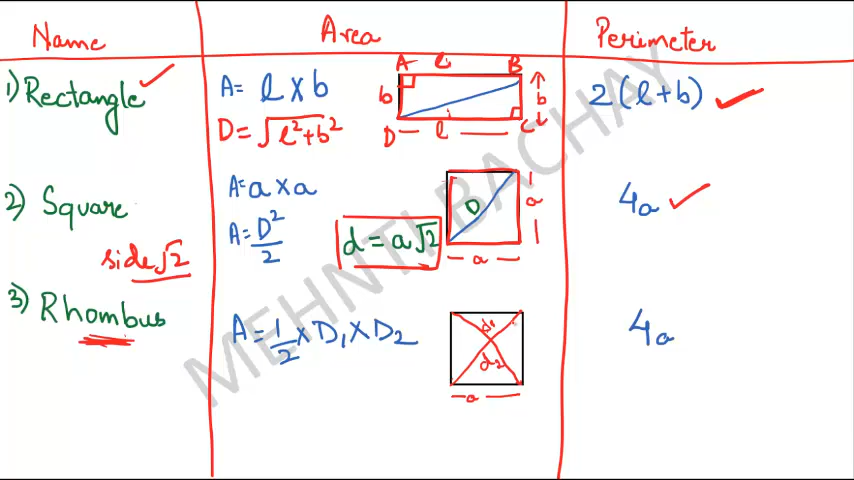 Name Area Perimeter
1) Rectangle A = l x b A l B b b D l C 2(l+b)
D = √l²+b²
2) Square A = a x a D a a 4a
A = D²/2 d = a√2
side√2
3) Rhombus A = 1/2 x D₁ x D₂ d₁ d₂ a 4a
MEHNTI BACHAY